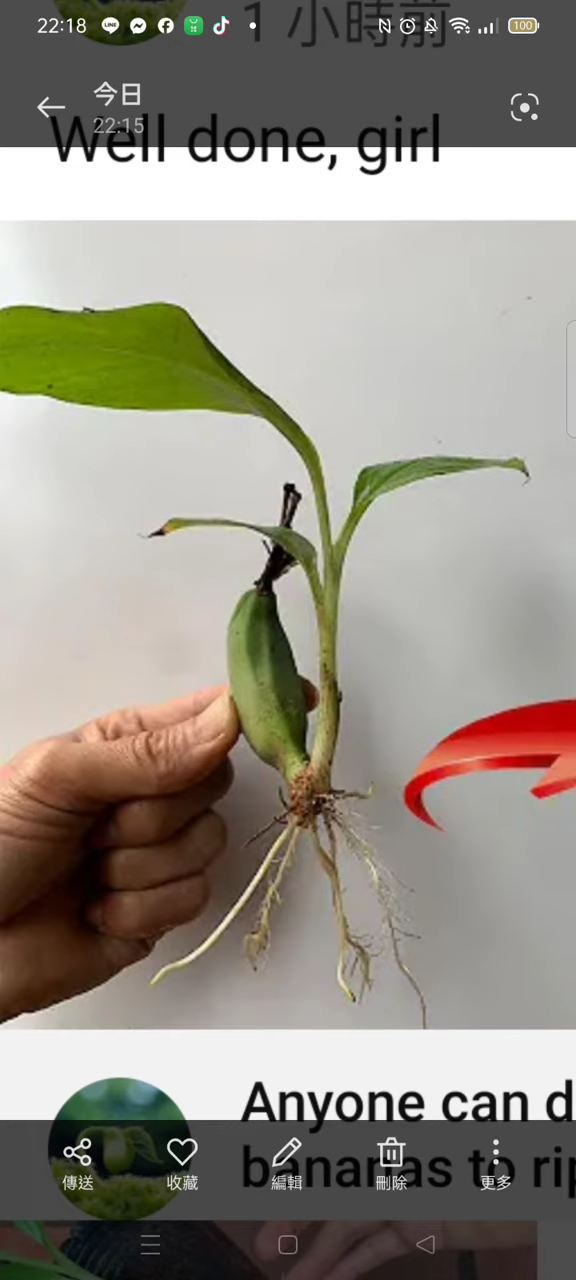 22:18
100
1 小時前
今日
22:15
Well done, girl
Anyone can d
bananas to rip
傳送
收藏
編輯
刪除
更多